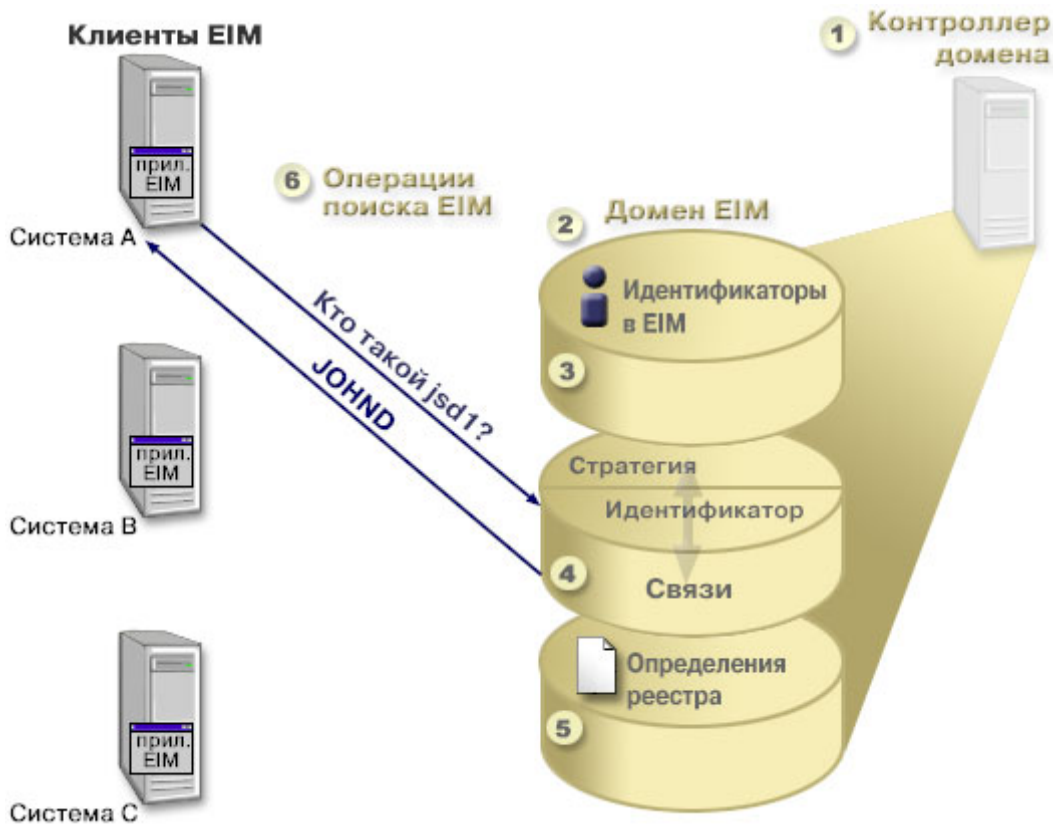 Клиенты EIM
1 Контроллер
домена
прил.
EIM
Система A
6 Операции
поиска EIM
2 Домен EIM
Идентификаторы
в EIM
3
Кто такой jsd1?
JOHND
прил.
EIM
Система B
Стратегия
Идентификатор
4
Связи
Определения
реестра
5
прил.
EIM
Система C